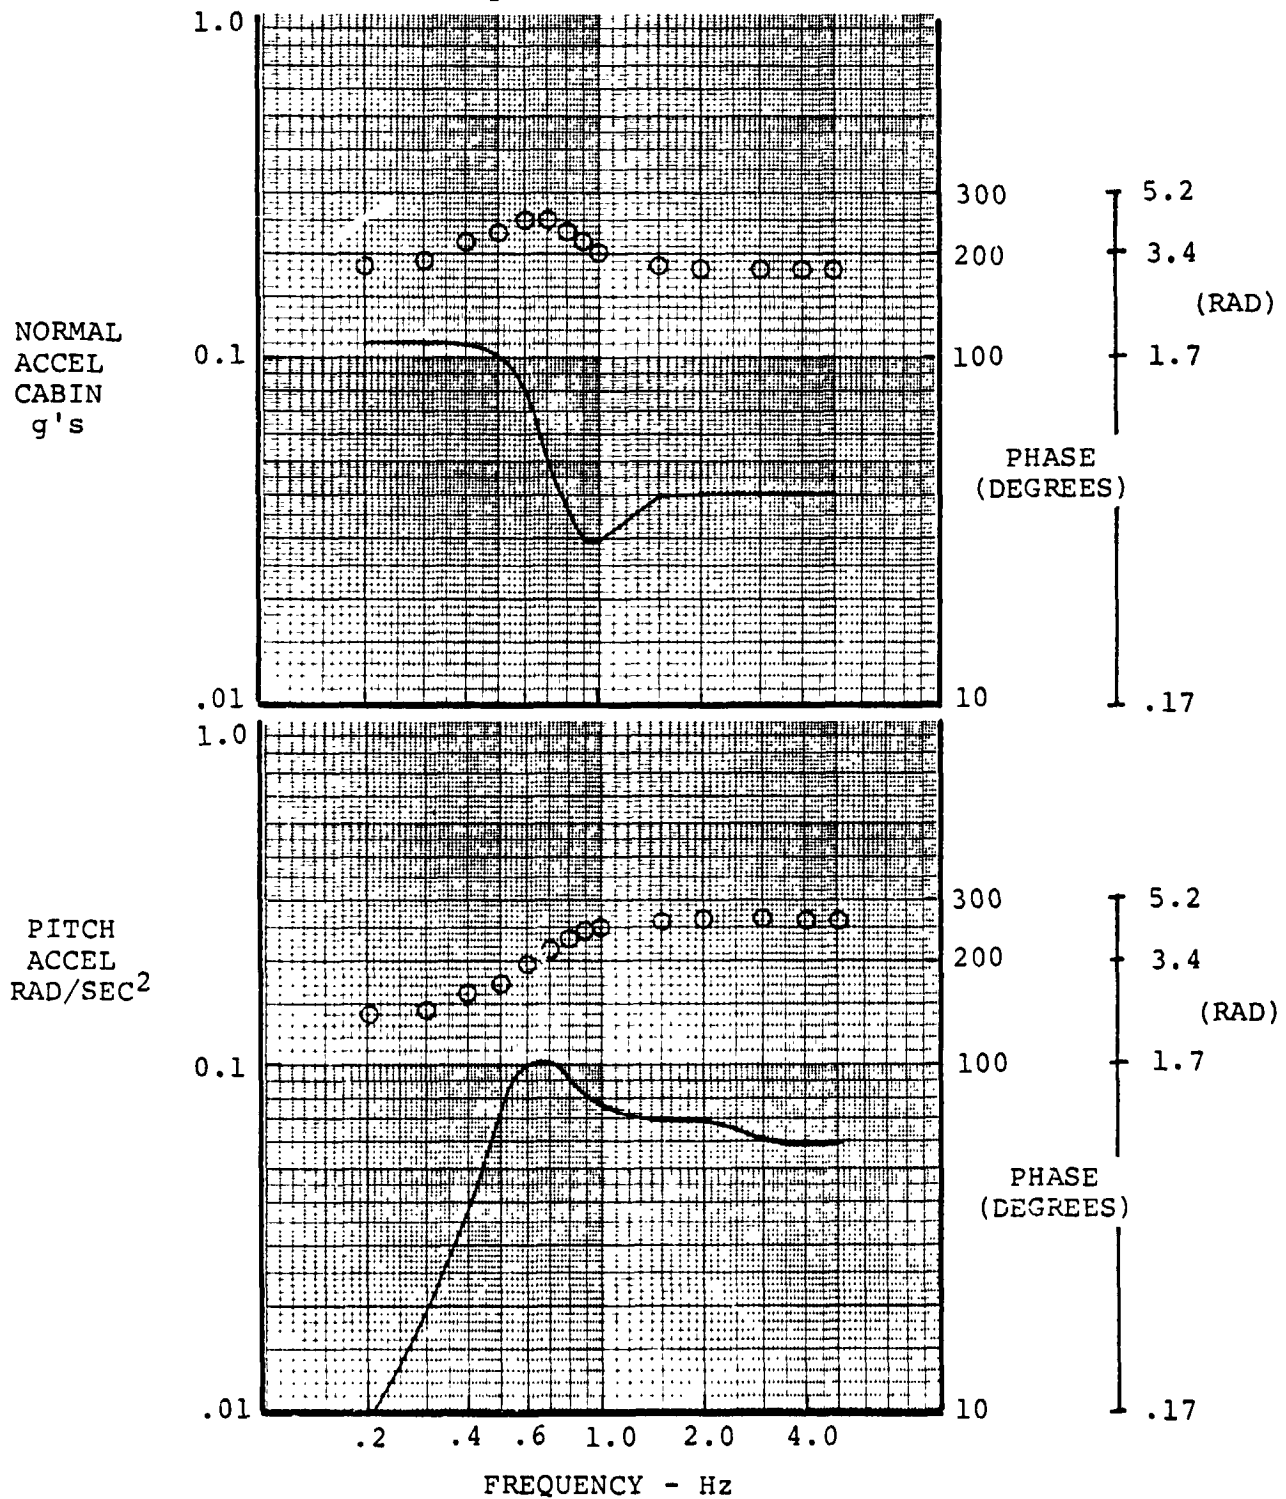 1.0
300
5.2
200
3.4
(RAD)
NORMAL
ACCEL
CABIN
g's
0.1
100
1.7
PHASE
(DEGREES)
.01
10
.17
1.0
300
5.2
PITCH
ACCEL
RAD/SEC²
200
3.4
(RAD)
0.1
100
1.7
PHASE
(DEGREES)
.01
10
.17
.2 .4 .6 1.0 2.0 4.0
FREQUENCY - Hz